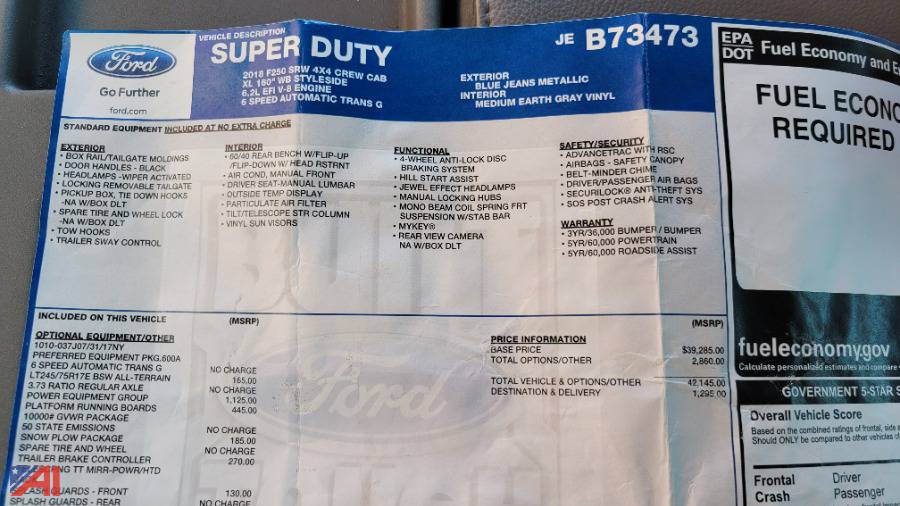 Ford
Go Further
ford.com
VEHICLE DESCRIPTION
SUPER DUTY
2018 F250 SRW 4X4 CREW CAB
XL 160" WB STYLESIDE
6.2L EFI V-8 ENGINE
6 SPEED AUTOMATIC TRANS G
JE B73473
EXTERIOR
BLUE JEANS METALLIC
INTERIOR
MEDIUM EARTH GRAY VINYL
STANDARD EQUIPMENT INCLUDED AT NO EXTRA CHARGE
EXTERIOR
• BOX RAIL/TAILGATE MOLDINGS
• DOOR HANDLES - BLACK
• HEADLAMPS -WIPER ACTIVATED
• LOCKING REMOVABLE TAILGATE
• PICKUP BOX, TIE DOWN HOOKS
-NA W/BOX DLT
• SPARE TIRE AND WHEEL LOCK
-NA W/BOX DLT
• TOW HOOKS
• TRAILER SWAY CONTROL
INTERIOR
• 60/40 REAR BENCH W/FLIP-UP
/FLIP-DOWN W/ HEAD RSTRNT
• AIR COND, MANUAL FRONT
• DRIVER SEAT-MANUAL LUMBAR
• OUTSIDE TEMP DISPLAY
• PARTICULATE AIR FILTER
• TILT/TELESCOPE STR COLUMN
• VINYL SUN VISORS
FUNCTIONAL
• 4-WHEEL ANTI-LOCK DISC
BRAKING SYSTEM
• HILL START ASSIST
• JEWEL EFFECT HEADLAMPS
• MANUAL LOCKING HUBS
• MONO BEAM COIL SPRING FRT
SUSPENSION W/STAB BAR
• MYKEY®
• REAR VIEW CAMERA
NA W/BOX DLT
SAFETY/SECURITY
• ADVANCETRAC WITH RSC
• AIRBAGS - SAFETY CANOPY
• BELT-MINDER CHIME
• DRIVER/PASSENGER AIR BAGS
• SECURILOCK® ANTI-THEFT SYS
• SOS POST CRASH ALERT SYS
WARRANTY
• 3YR/36,000 BUMPER / BUMPER
• 5YR/60,000 POWERTRAIN
• 5YR/60,000 ROADSIDE ASSIST
INCLUDED ON THIS VEHICLE (MSRP)
OPTIONAL EQUIPMENT/OTHER
1010-037J07/31/17NY
PREFERRED EQUIPMENT PKG.600A
6 SPEED AUTOMATIC TRANS G NO CHARGE
LT245/75R17E BSW ALL-TERRAIN 165.00
3.73 RATIO REGULAR AXLE NO CHARGE
POWER EQUIPMENT GROUP 1,125.00
PLATFORM RUNNING BOARDS 445.00
10000# GVWR PACKAGE
50 STATE EMISSIONS NO CHARGE
SNOW PLOW PACKAGE 185.00
SPARE TIRE AND WHEEL NO CHARGE
TRAILER BRAKE CONTROLLER 270.00
TT MIRR-POWR/HTD
SPLASH GUARDS - FRONT 130.00
SPLASH GUARDS - REAR NO CHARGE
(MSRP)
PRICE INFORMATION
BASE PRICE $39,285.00
TOTAL OPTIONS/OTHER 2,860.00
TOTAL VEHICLE & OPTIONS/OTHER 42,145.00
DESTINATION & DELIVERY 1,295.00
BUILT
Ford
EPA
DOT
Fuel Economy and
FUEL ECONO
REQUIRED
fueleconomy.gov
Calculate personalized estimates and compare
GOVERNMENT 5-STAR S
Overall Vehicle Score
Based on the combined ratings of frontal, side
Should ONLY be compared to other vehicles of
Frontal
Crash
Driver
Passenger
AI